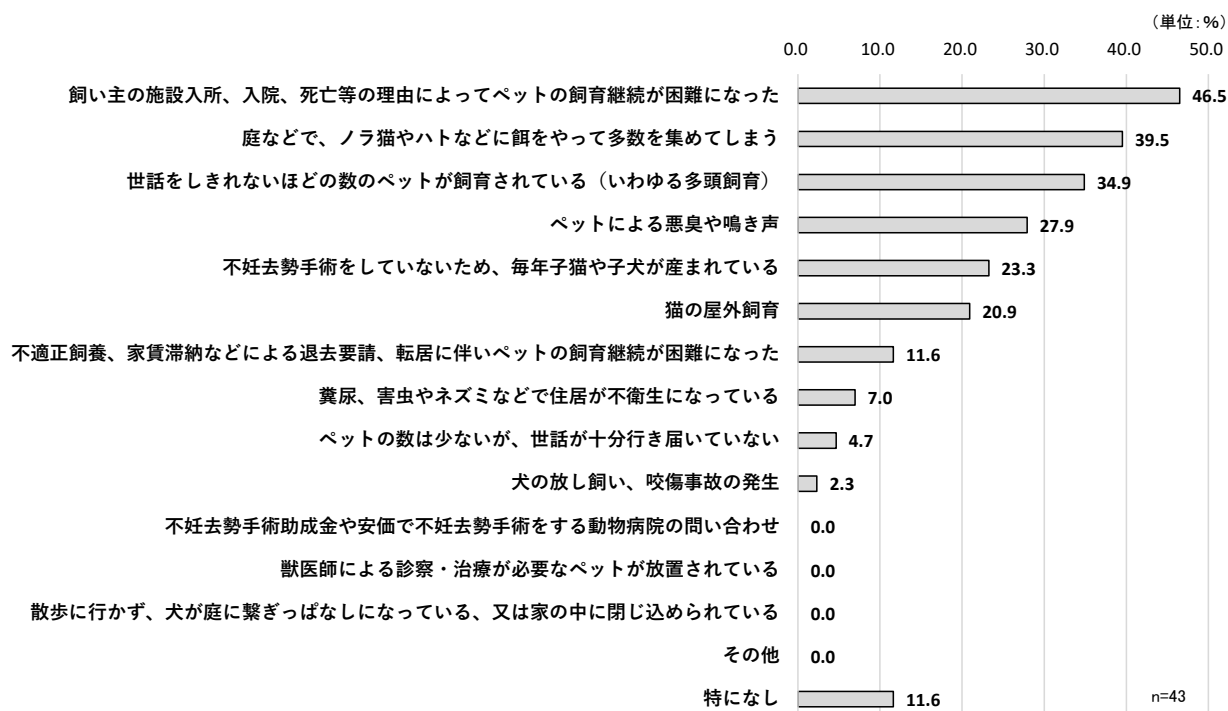 （単位：%）
0.0 10.0 20.0 30.0 40.0 50.0
飼い主の施設入所、入院、死亡等の理由によってペットの飼育継続が困難になった 46.5
庭などで、ノラ猫やハトなどに餌をやって多数を集めてしまう 39.5
世話をしきれないほどの数のペットが飼育されている（いわゆる多頭飼育） 34.9
ペットによる悪臭や鳴き声 27.9
不妊去勢手術をしていないため、毎年子猫や子犬が産まれている 23.3
猫の屋外飼育 20.9
不適正飼養、家賃滞納などによる退去要請、転居に伴いペットの飼育継続が困難になった 11.6
糞尿、害虫やネズミなどで住居が不衛生になっている 7.0
ペットの数は少ないが、世話が十分行き届いていない 4.7
犬の放し飼い、咬傷事故の発生 2.3
不妊去勢手術助成金や安価で不妊去勢手術をする動物病院の問い合わせ 0.0
獣医師による診察・治療が必要なペットが放置されている 0.0
散歩に行かず、犬が庭に繋ぎっぱなしになっている、又は家の中に閉じ込められている 0.0
その他 0.0
特になし 11.6
n=43